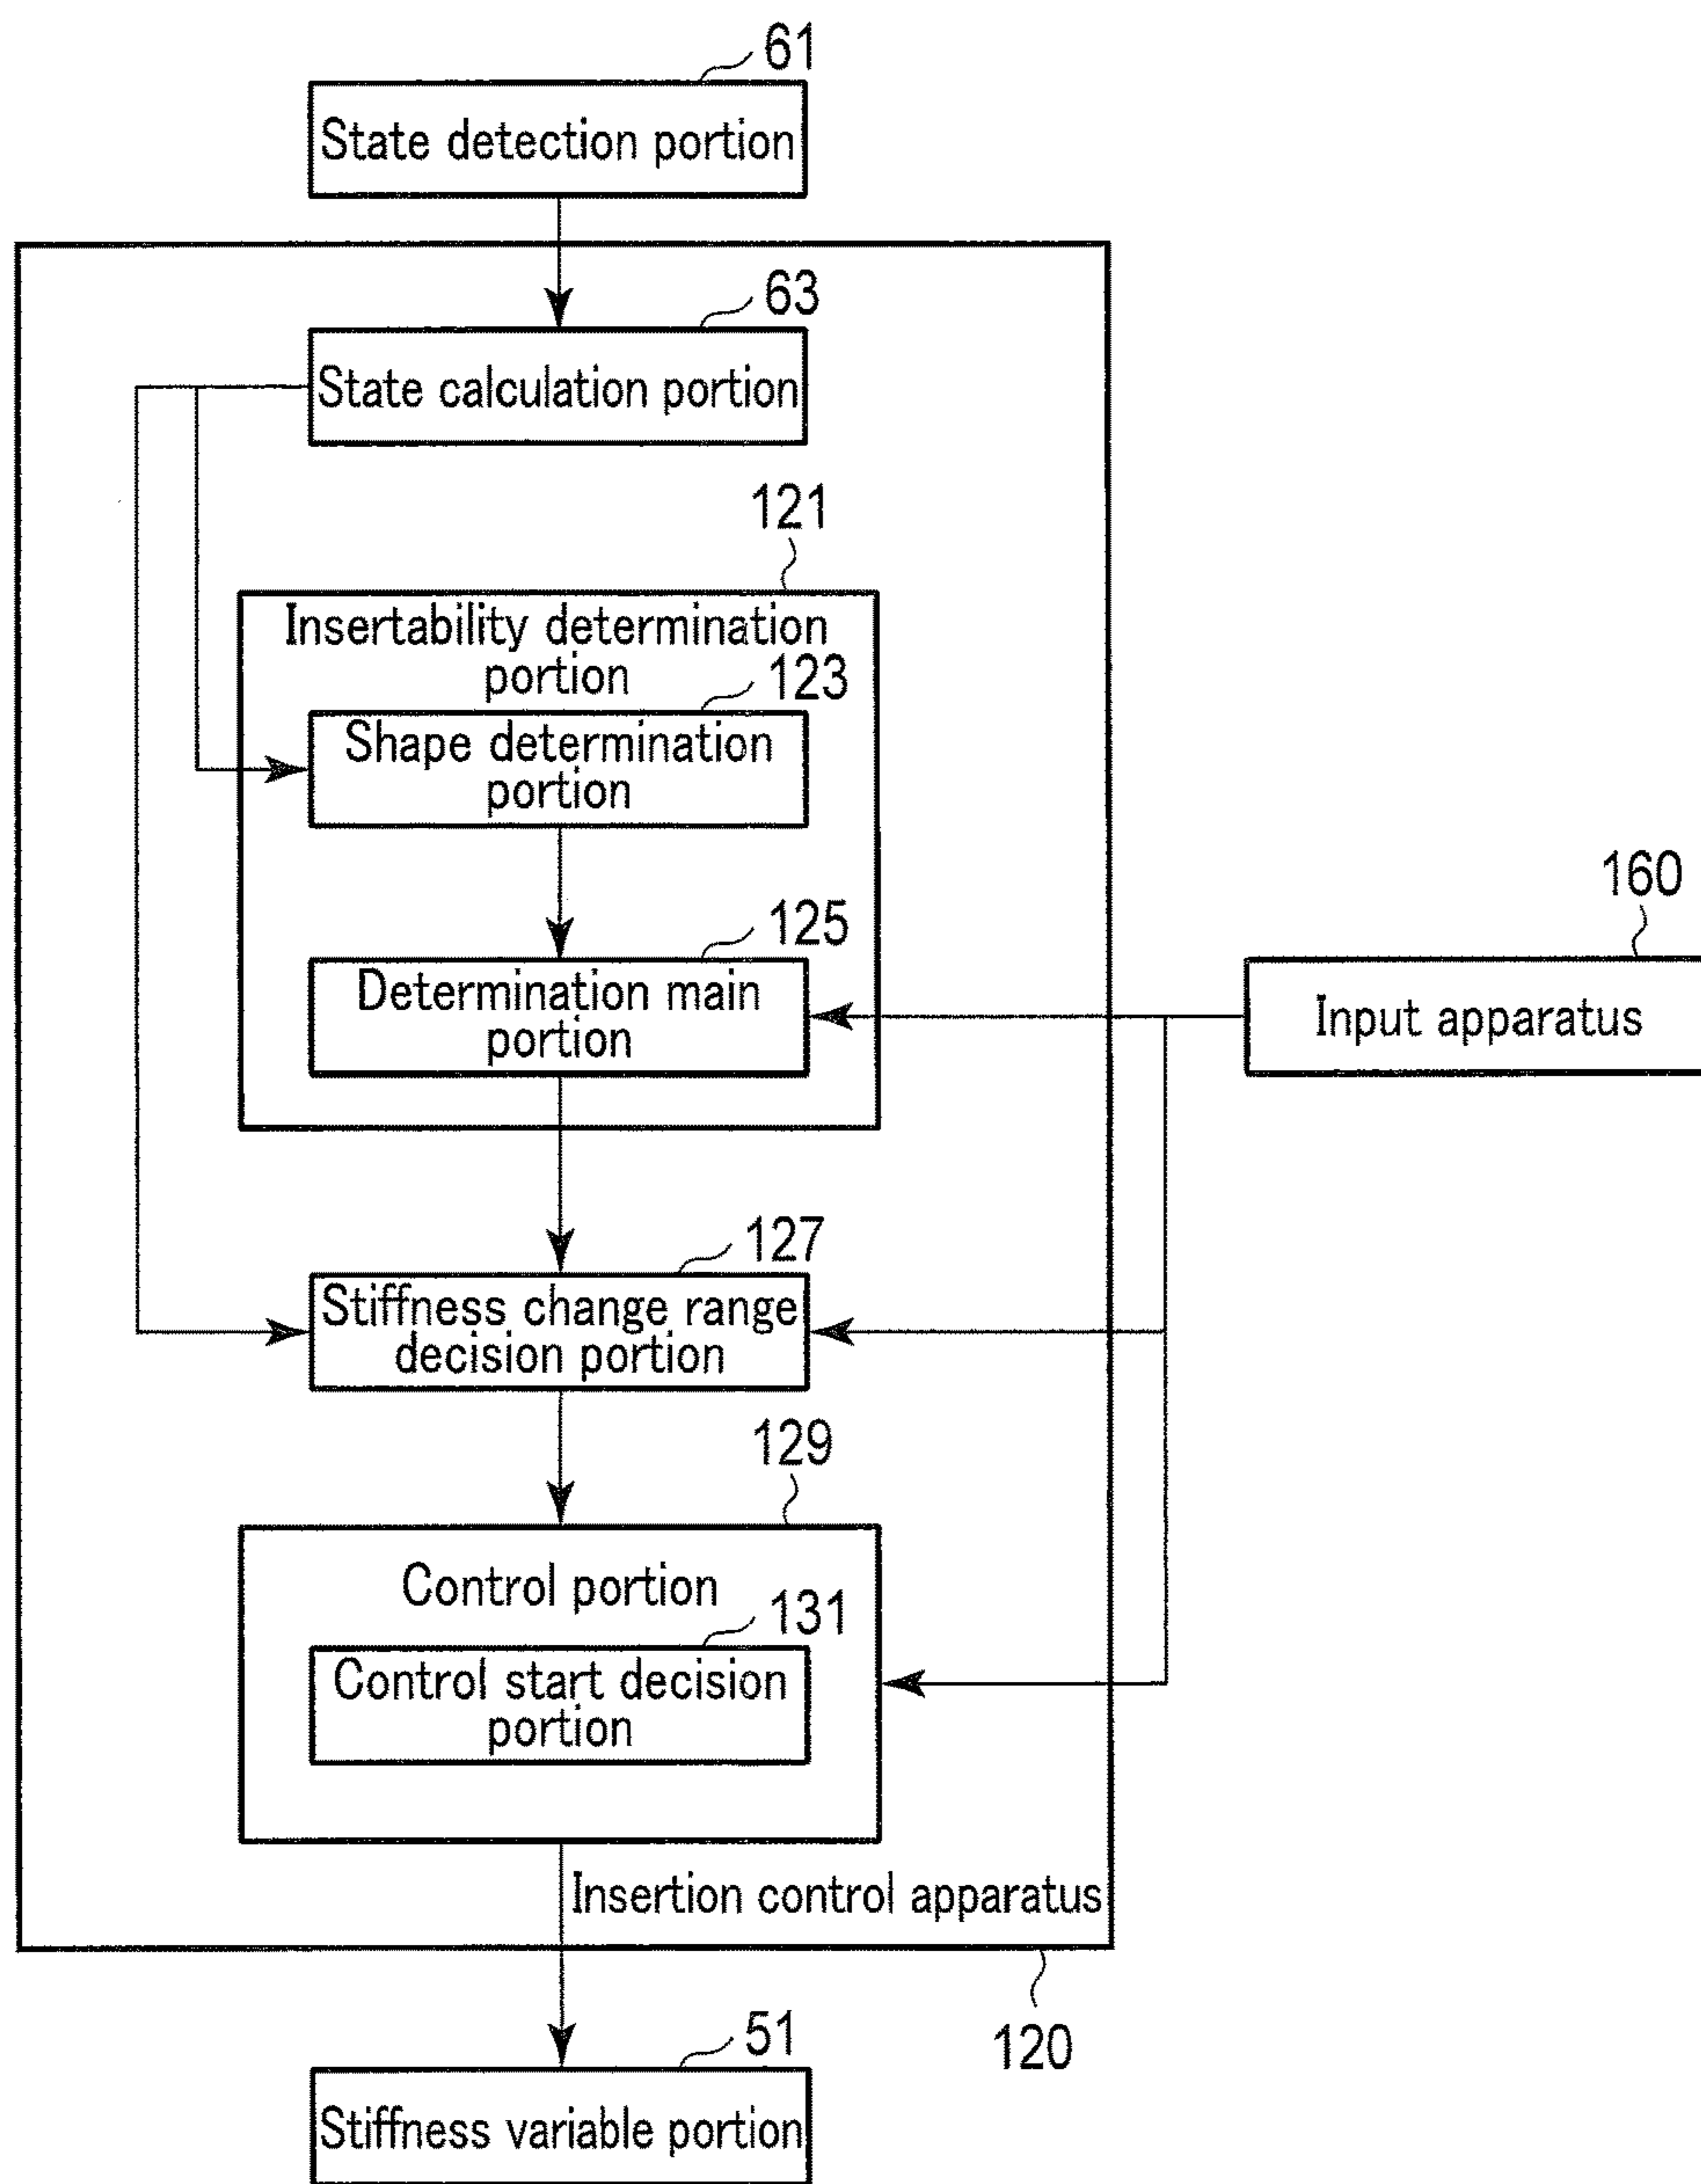 61
State detection portion
63
State calculation portion
121
Insertability determination
portion
123
Shape determination
portion
125
Determination main
portion
160
Input apparatus
127
Stiffness change range
decision portion
129
Control portion
131
Control start decision
portion
Insertion control apparatus
120
51
Stiffness variable portion